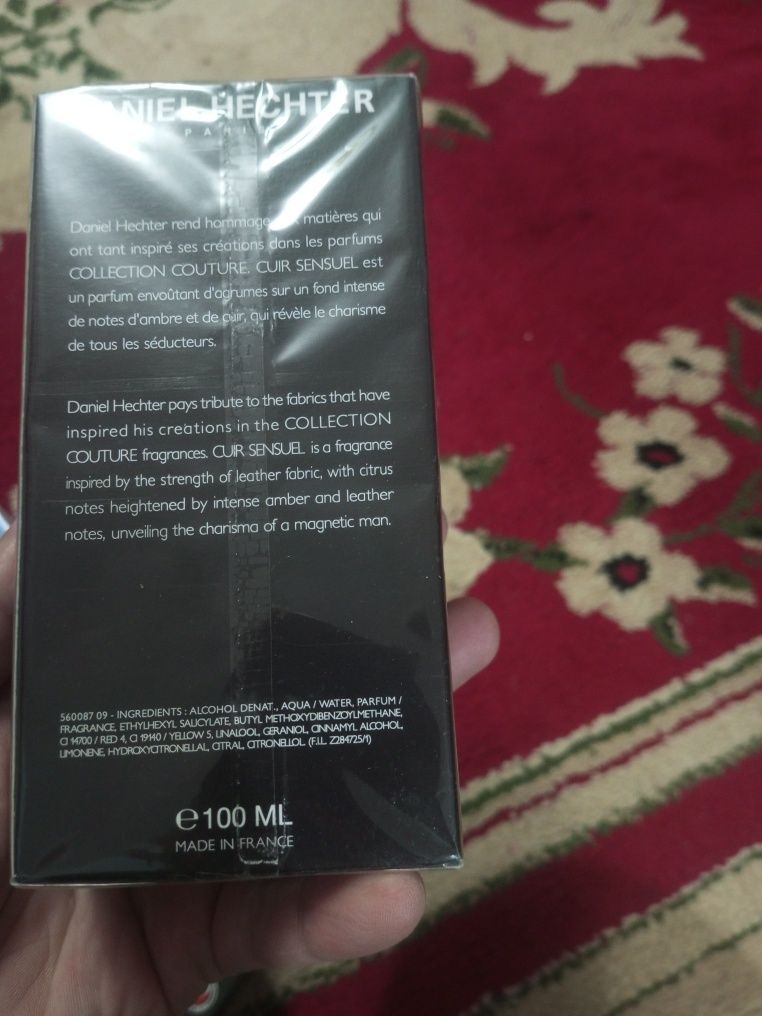 DANIEL HECHTER
PARIS
Daniel Hechter rend hommage matières qui
ont tant inspiré ses créations dans les parfums
COLLECTION COUTURE. CUIR SENSUEL est
un parfum envoûtant d'agrumes sur un fond intense
de notes d'ambre et de cuir, qui révèle le charisme
de tous les séducteurs.
Daniel Hechter pays tribute to the fabrics that have
inspired his creations in the COLLECTION
COUTURE fragrances. CUIR SENSUEL is a fragrance
inspired by the strength of leather fabric, with citrus
notes heightened by intense amber and leather
notes, unveiling the charisma of a magnetic man.
560087 09 - INGREDIENTS : ALCOHOL DENAT., AQUA / WATER, PARFUM /
FRAGRANCE, ETHYLHEXYL SALICYLATE, BUTYL METHOXYDIBENZOYLMETHANE,
CI 14700 / RED 4, CI 19140 / YELLOW 5, LINALOOL, GERANIOL, CINNAMYL ALCOHOL,
LIMONENE, HYDROXYCITRONELLAL, CITRAL, CITRONELLOL. (F.I.L. Z284725/1)
℮ 100 ML
MADE IN FRANCE